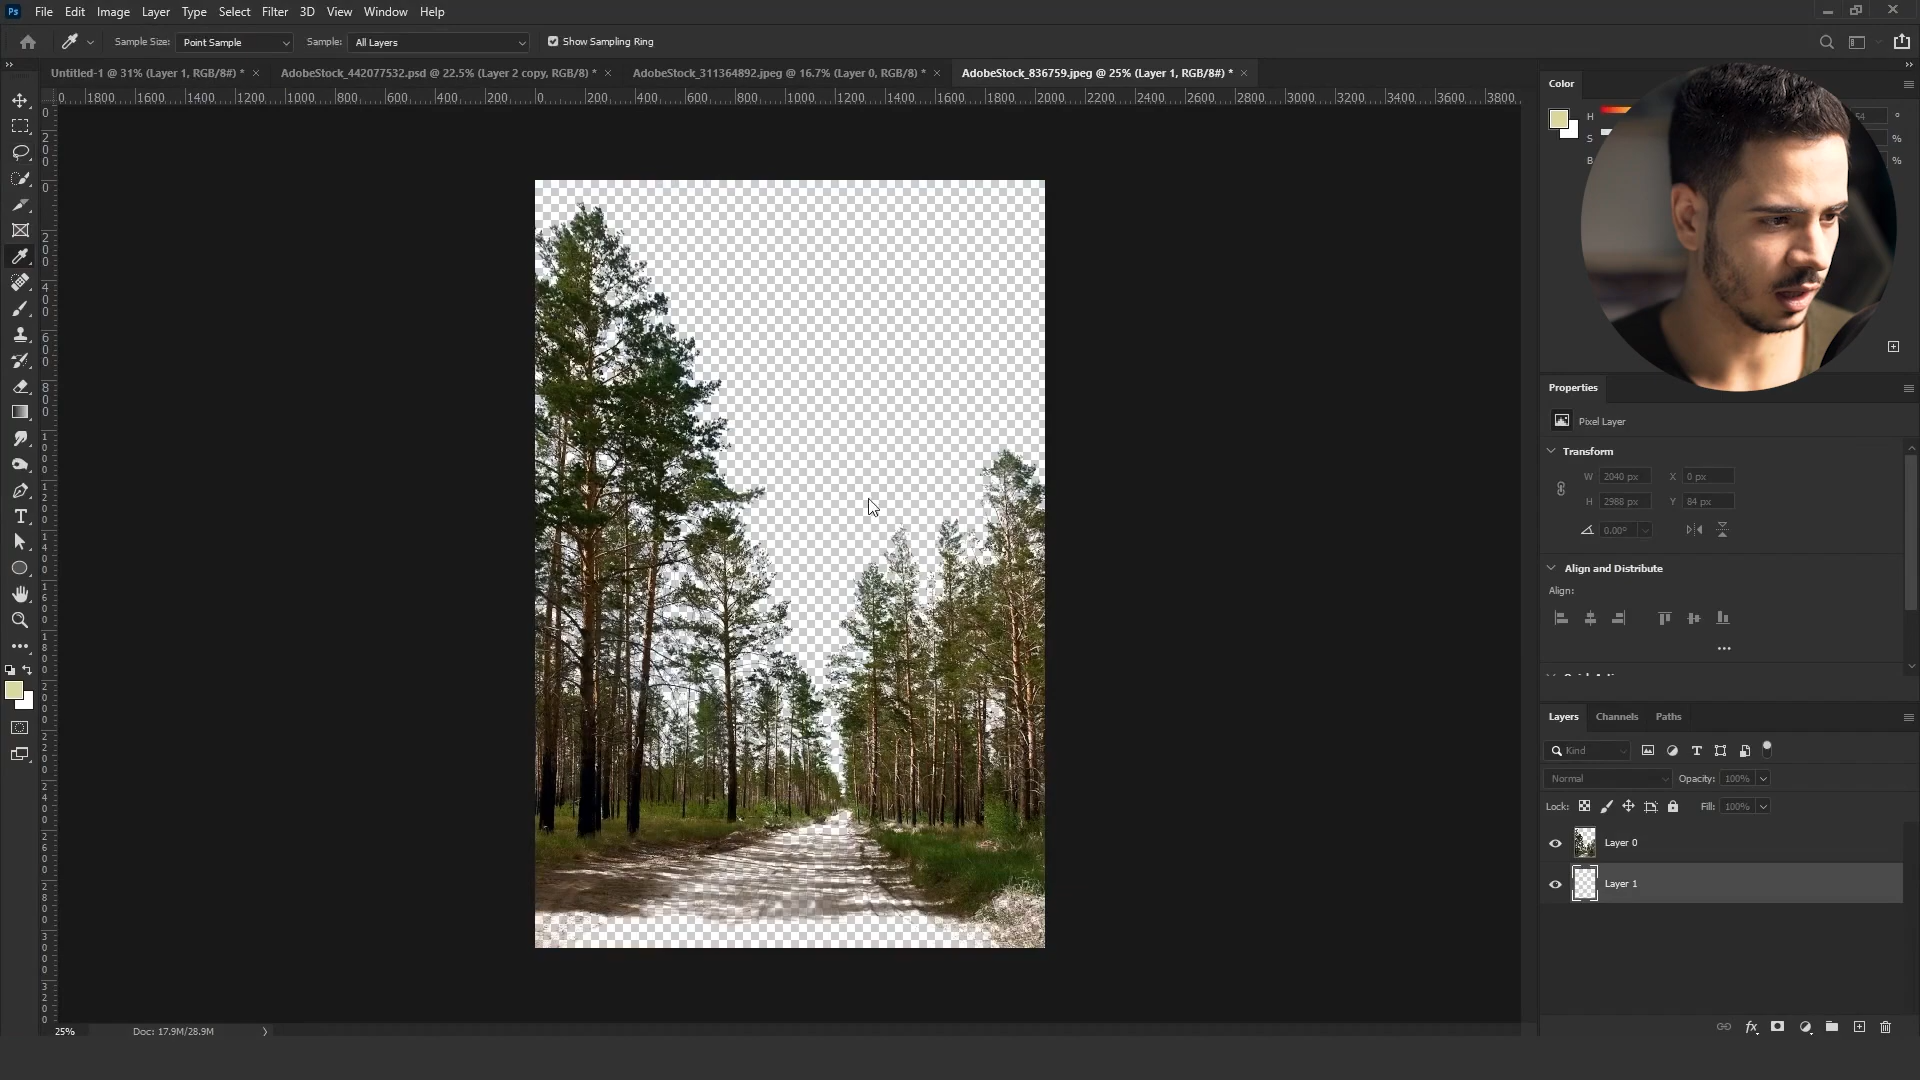 Ps File Edit Image Layer Type Select Filter 3D View Window Help
Sample Size: Point Sample Sample: All Layers Show Sampling Ring
Untitled-1 @ 31% (Layer 1, RGB/8#) * × AdobeStock_442077532.psd @ 22.5% (Layer 2 copy, RGB/8) * × AdobeStock_311364892.jpeg @ 16.7% (Layer 0, RGB/8) * × AdobeStock_836759.jpeg @ 25% (Layer 1, RGB/8#) * ×
0 1800 1600 1400 1200 1000 800 600 400 200 0 200 400 600 800 1000 1200 1400 1600 1800 2000 2200 2400 2600 2800 3000 3200 3400 3600 3800
Color
H °
S %
B %
Properties
Pixel Layer
Transform
W 2040 px X 0 px
H 2988 px Y 84 px
0.00°
Align and Distribute
Align:
Layers Channels Paths
Kind
Normal Opacity: 100%
Lock: Fill: 100%
Layer 0
Layer 1
fx
25% Doc: 17.9M/28.9M